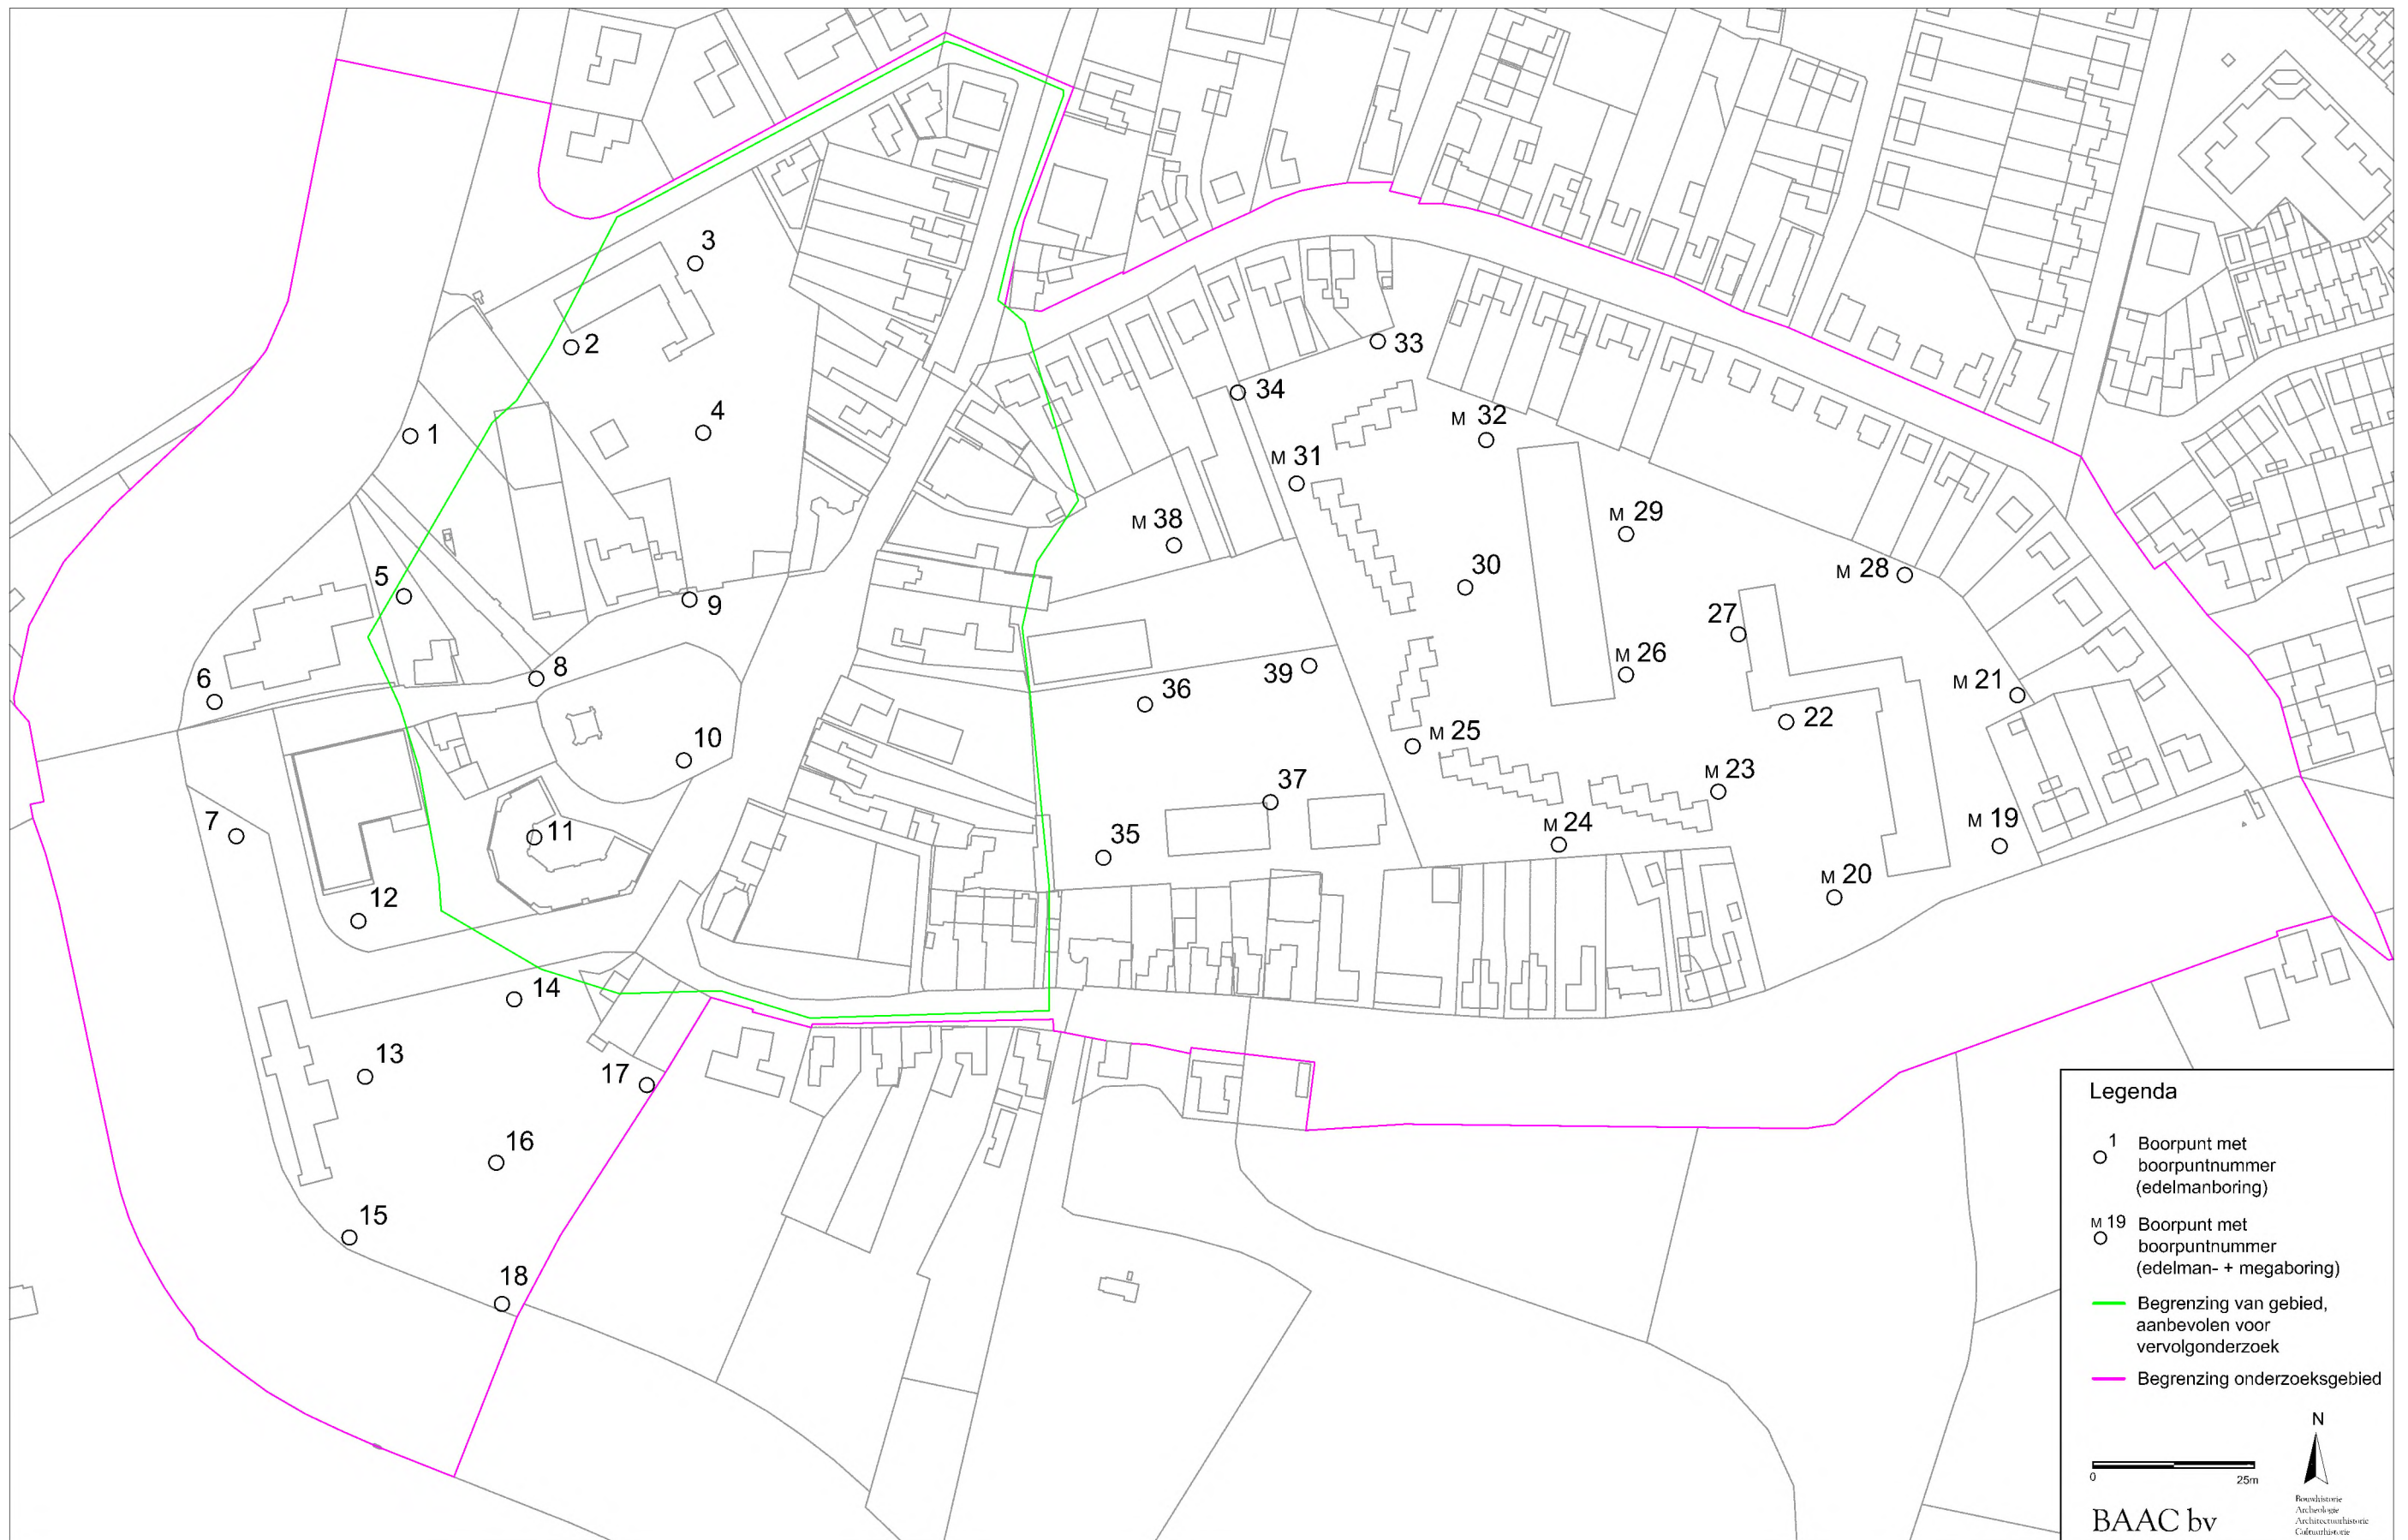 3
2
33
34
1
4
M 32
M 31
M 29
M 38
5
30
M 28
9
27
8
M 26
39
6
M 21
36
22
10
M 25
M 23
37
7
11
M 24
M 19
35
M 20
12
14
13
17
16
15
18
Legenda
1 Boorpunt met
boorpuntnummer
(edelmanboring)
M 19 Boorpunt met
boorpuntnummer
(edelman- + megaboring)
Begrenzing van gebied,
aanbevolen voor
vervolgonderzoek
Begrenzing onderzoeksgebied
N
0 25m
BAAC bv
Bouwhistorie
Archeologie
Architectuurhistorie
Cultuurhistorie